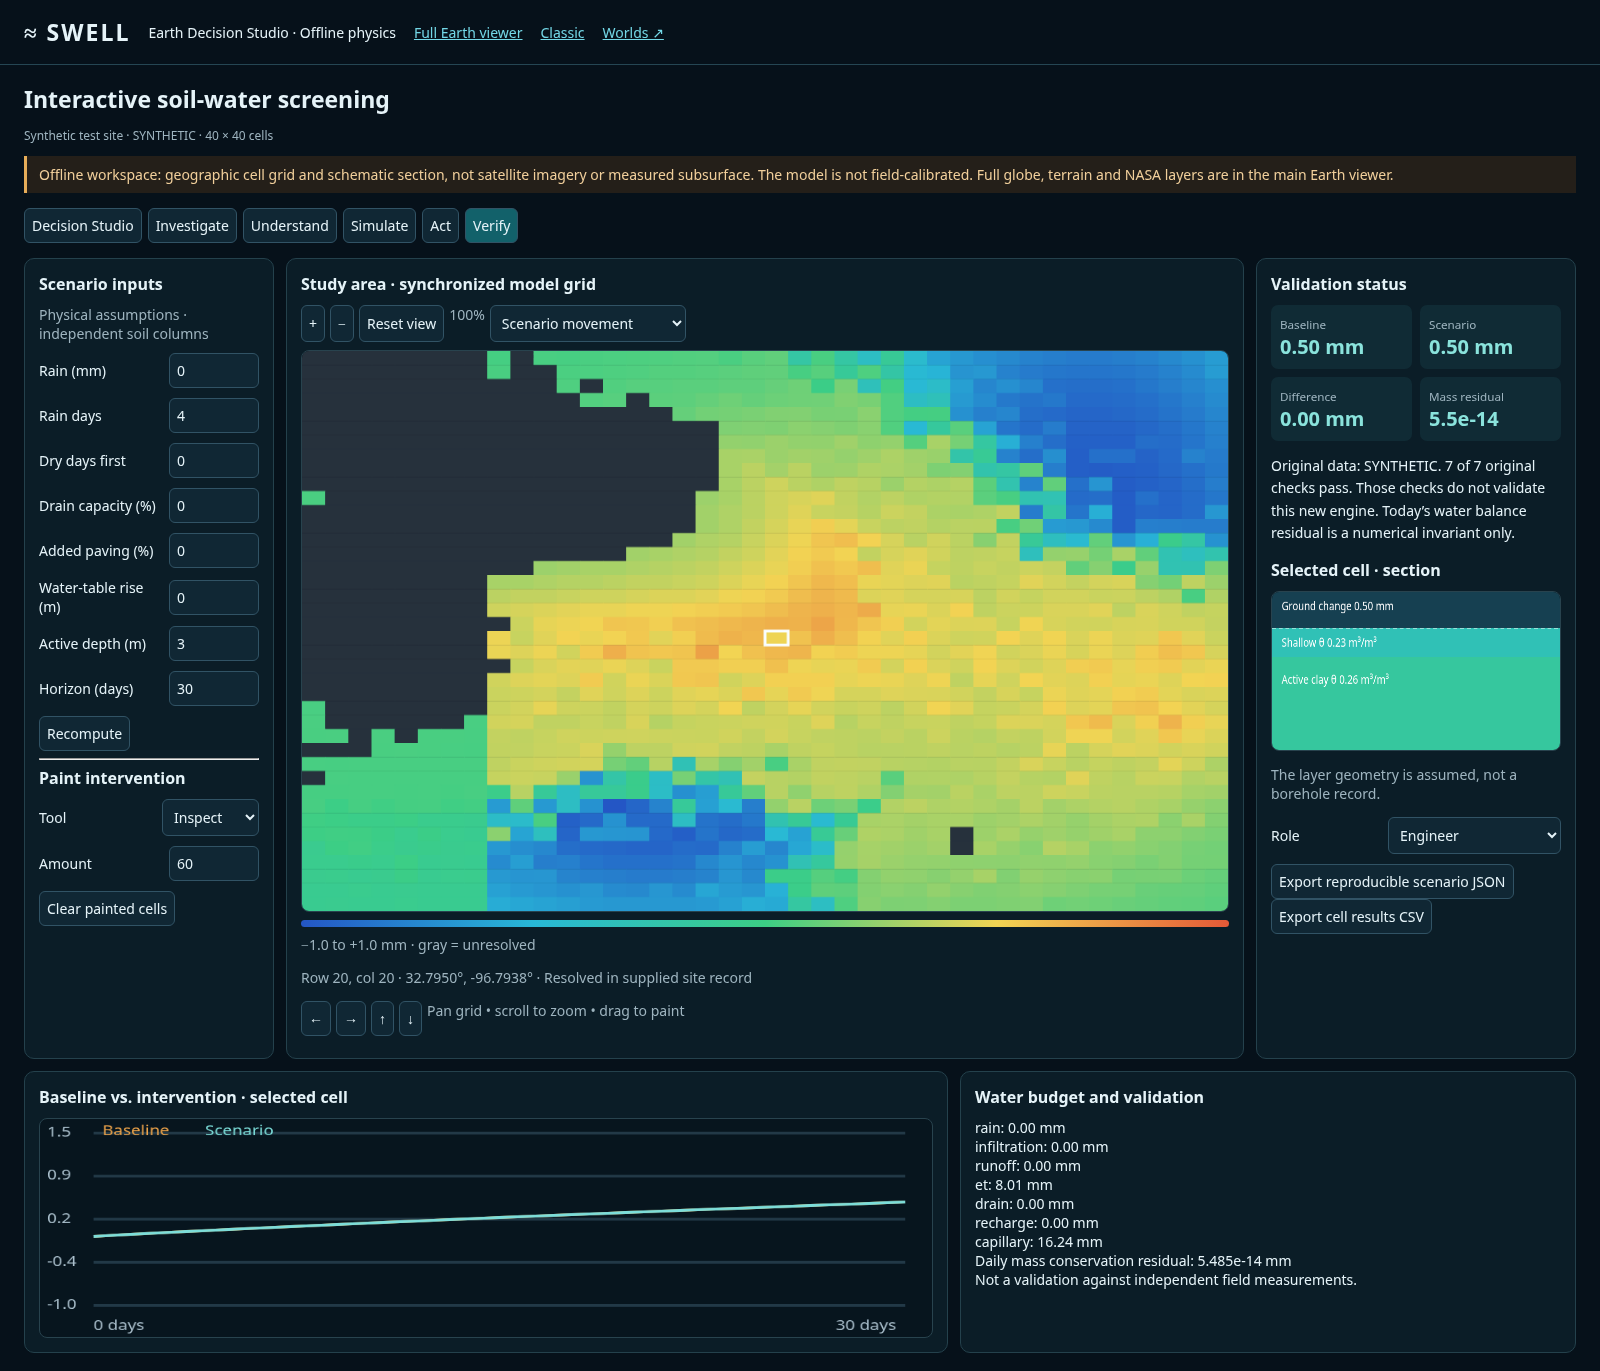 ≈ SWELL Earth Decision Studio · Offline physics Full Earth viewer Classic Worlds ↗
Interactive soil-water screening
Synthetic test site · SYNTHETIC · 40 × 40 cells
Offline workspace: geographic cell grid and schematic section, not satellite imagery or measured subsurface. The model is not field-calibrated. Full globe, terrain and NASA layers are in the main Earth viewer.
Decision Studio Investigate Understand Simulate Act Verify
Scenario inputs
Physical assumptions ·
independent soil columns
Rain (mm) 0
Rain days 4
Dry days first 0
Drain capacity (%) 0
Added paving (%) 0
Water-table rise
(m) 0
Active depth (m) 3
Horizon (days) 30
Recompute
Paint intervention
Tool Inspect
Amount 60
Clear painted cells
Study area · synchronized model grid
+ − Reset view 100% Scenario movement
−1.0 to +1.0 mm · gray = unresolved
Row 20, col 20 · 32.7950°, -96.7938° · Resolved in supplied site record
← → ↑ ↓ Pan grid • scroll to zoom • drag to paint
Validation status
Baseline
0.50 mm
Scenario
0.50 mm
Difference
0.00 mm
Mass residual
5.5e-14
Original data: SYNTHETIC. 7 of 7 original
checks pass. Those checks do not validate
this new engine. Today's water balance
residual is a numerical invariant only.
Selected cell · section
Ground change 0.50 mm
Shallow θ 0.23 m³/m³
Active clay θ 0.26 m³/m³
The layer geometry is assumed, not a
borehole record.
Role Engineer
Export reproducible scenario JSON
Export cell results CSV
Baseline vs. intervention · selected cell
Baseline Scenario
1.5
0.9
0.2
-0.4
-1.0
0 days 30 days
Water budget and validation
rain: 0.00 mm
infiltration: 0.00 mm
runoff: 0.00 mm
et: 8.01 mm
drain: 0.00 mm
recharge: 0.00 mm
capillary: 16.24 mm
Daily mass conservation residual: 5.485e-14 mm
Not a validation against independent field measurements.